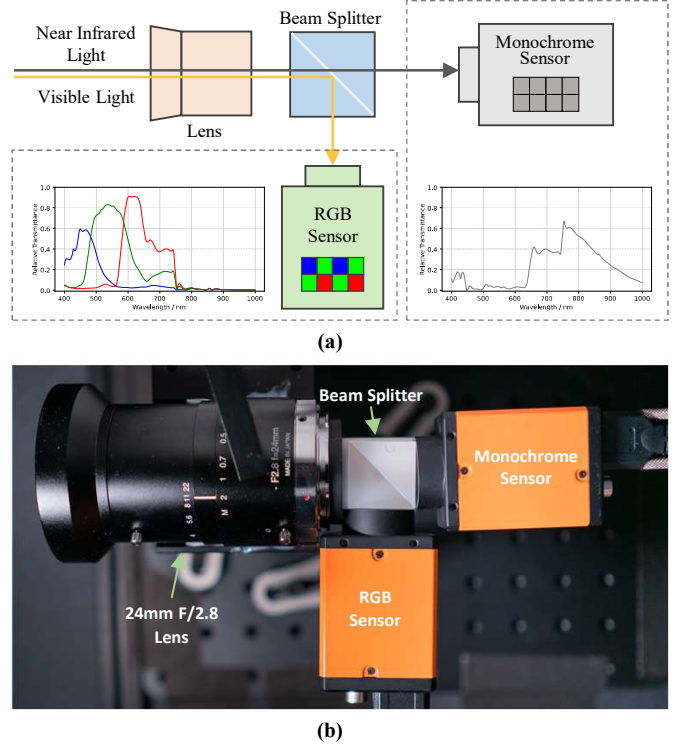 Beam Splitter
Near Infrared
Light
Visible Light
Lens
Monochrome
Sensor
RGB
Sensor
1.0
0.8
0.6
0.4
0.2
0.0
Relative Transmittance
400 500 600 700 800 900 1000
Wavelength / nm
1.0
0.8
0.6
0.4
0.2
0.0
Relative Transmittance
400 500 600 700 800 900 1000
Wavelength / nm
(a)
Beam Splitter
Monochrome
Sensor
RGB
Sensor
24mm F/2.8
Lens
F2.8 f=24mm
MADE IN JAPAN
M 2 1 0.7 0.5
4 5.6 8 11 22
(b)